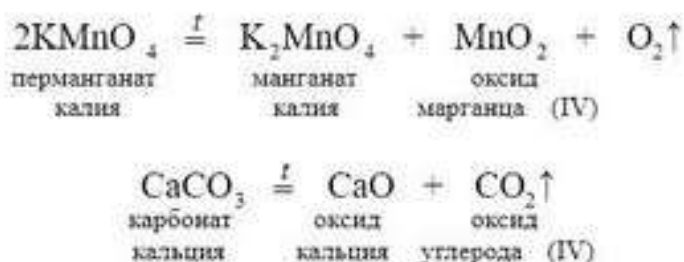 2KMnO₄ =ᵗ K₂MnO₄ + MnO₂ + O₂↑
перманганат манганат оксид
калия калия марганца (IV)
CaCO₃ =ᵗ CaO + CO₂↑
карбонат оксид оксид
кальция кальция углерода (IV)